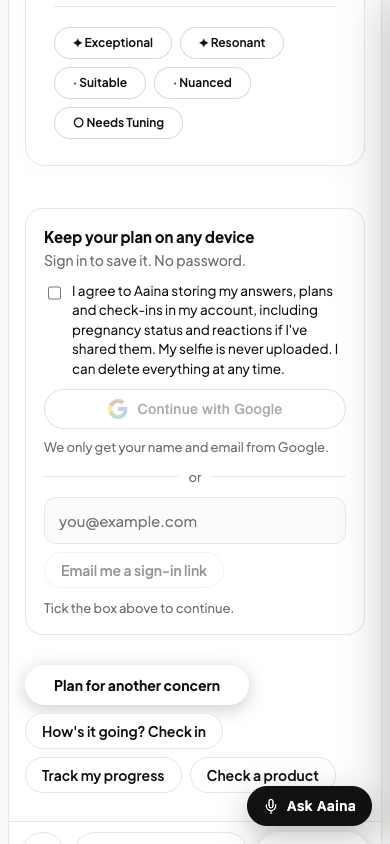 ✦ Exceptional
✦ Resonant
· Suitable
· Nuanced
○ Needs Tuning
Keep your plan on any device
Sign in to save it. No password.
I agree to Aaina storing my answers, plans
and check-ins in my account, including
pregnancy status and reactions if I've
shared them. My selfie is never uploaded. I
can delete everything at any time.
Continue with Google
We only get your name and email from Google.
or
you@example.com
Email me a sign-in link
Tick the box above to continue.
Plan for another concern
How's it going? Check in
Track my progress
Check a product
Ask Aaina